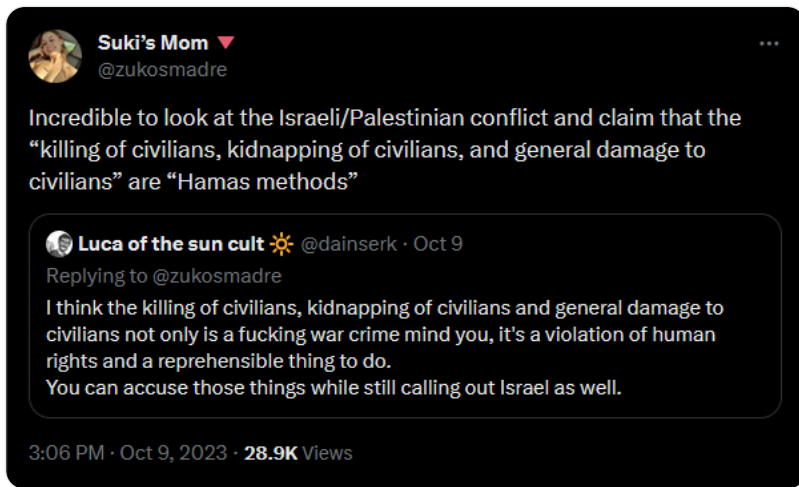 Suki's Mom 🔻
@zukosmadre
Incredible to look at the Israeli/Palestinian conflict and claim that the
“killing of civilians, kidnapping of civilians, and general damage to
civilians” are “Hamas methods”
Luca of the sun cult 🔆 @dainserk · Oct 9
Replying to @zukosmadre
I think the killing of civilians, kidnapping of civilians and general damage to
civilians not only is a fucking war crime mind you, it's a violation of human
rights and a reprehensible thing to do.
You can accuse those things while still calling out Israel as well.
3:06 PM · Oct 9, 2023 · 28.9K Views